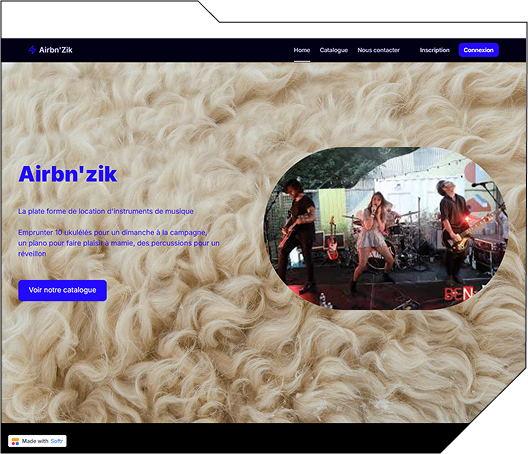 Airbn'Zik
Home Catalogue Nous contacter Inscription Connexion
Airbn'zik
La plate forme de location d'instruments de musique
Emprunter 10 ukulélés pour un dimanche à la campagne,
un piano pour faire plaisir à mamie, des percussions pour un
réveillon
Voir notre catalogue
Made with Softr